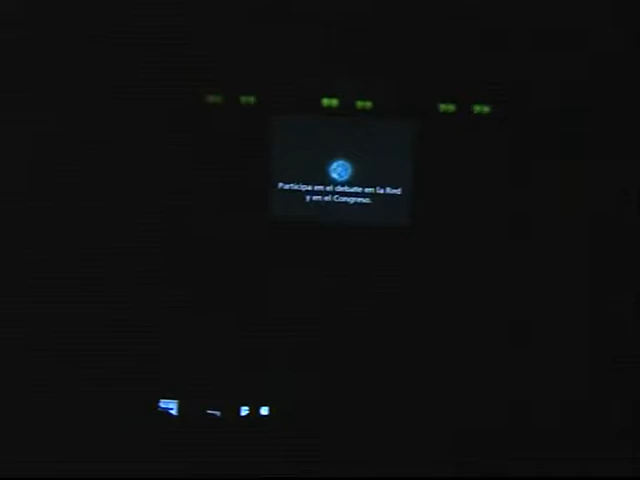 Participa en el debate en la Red
y en el Congreso.